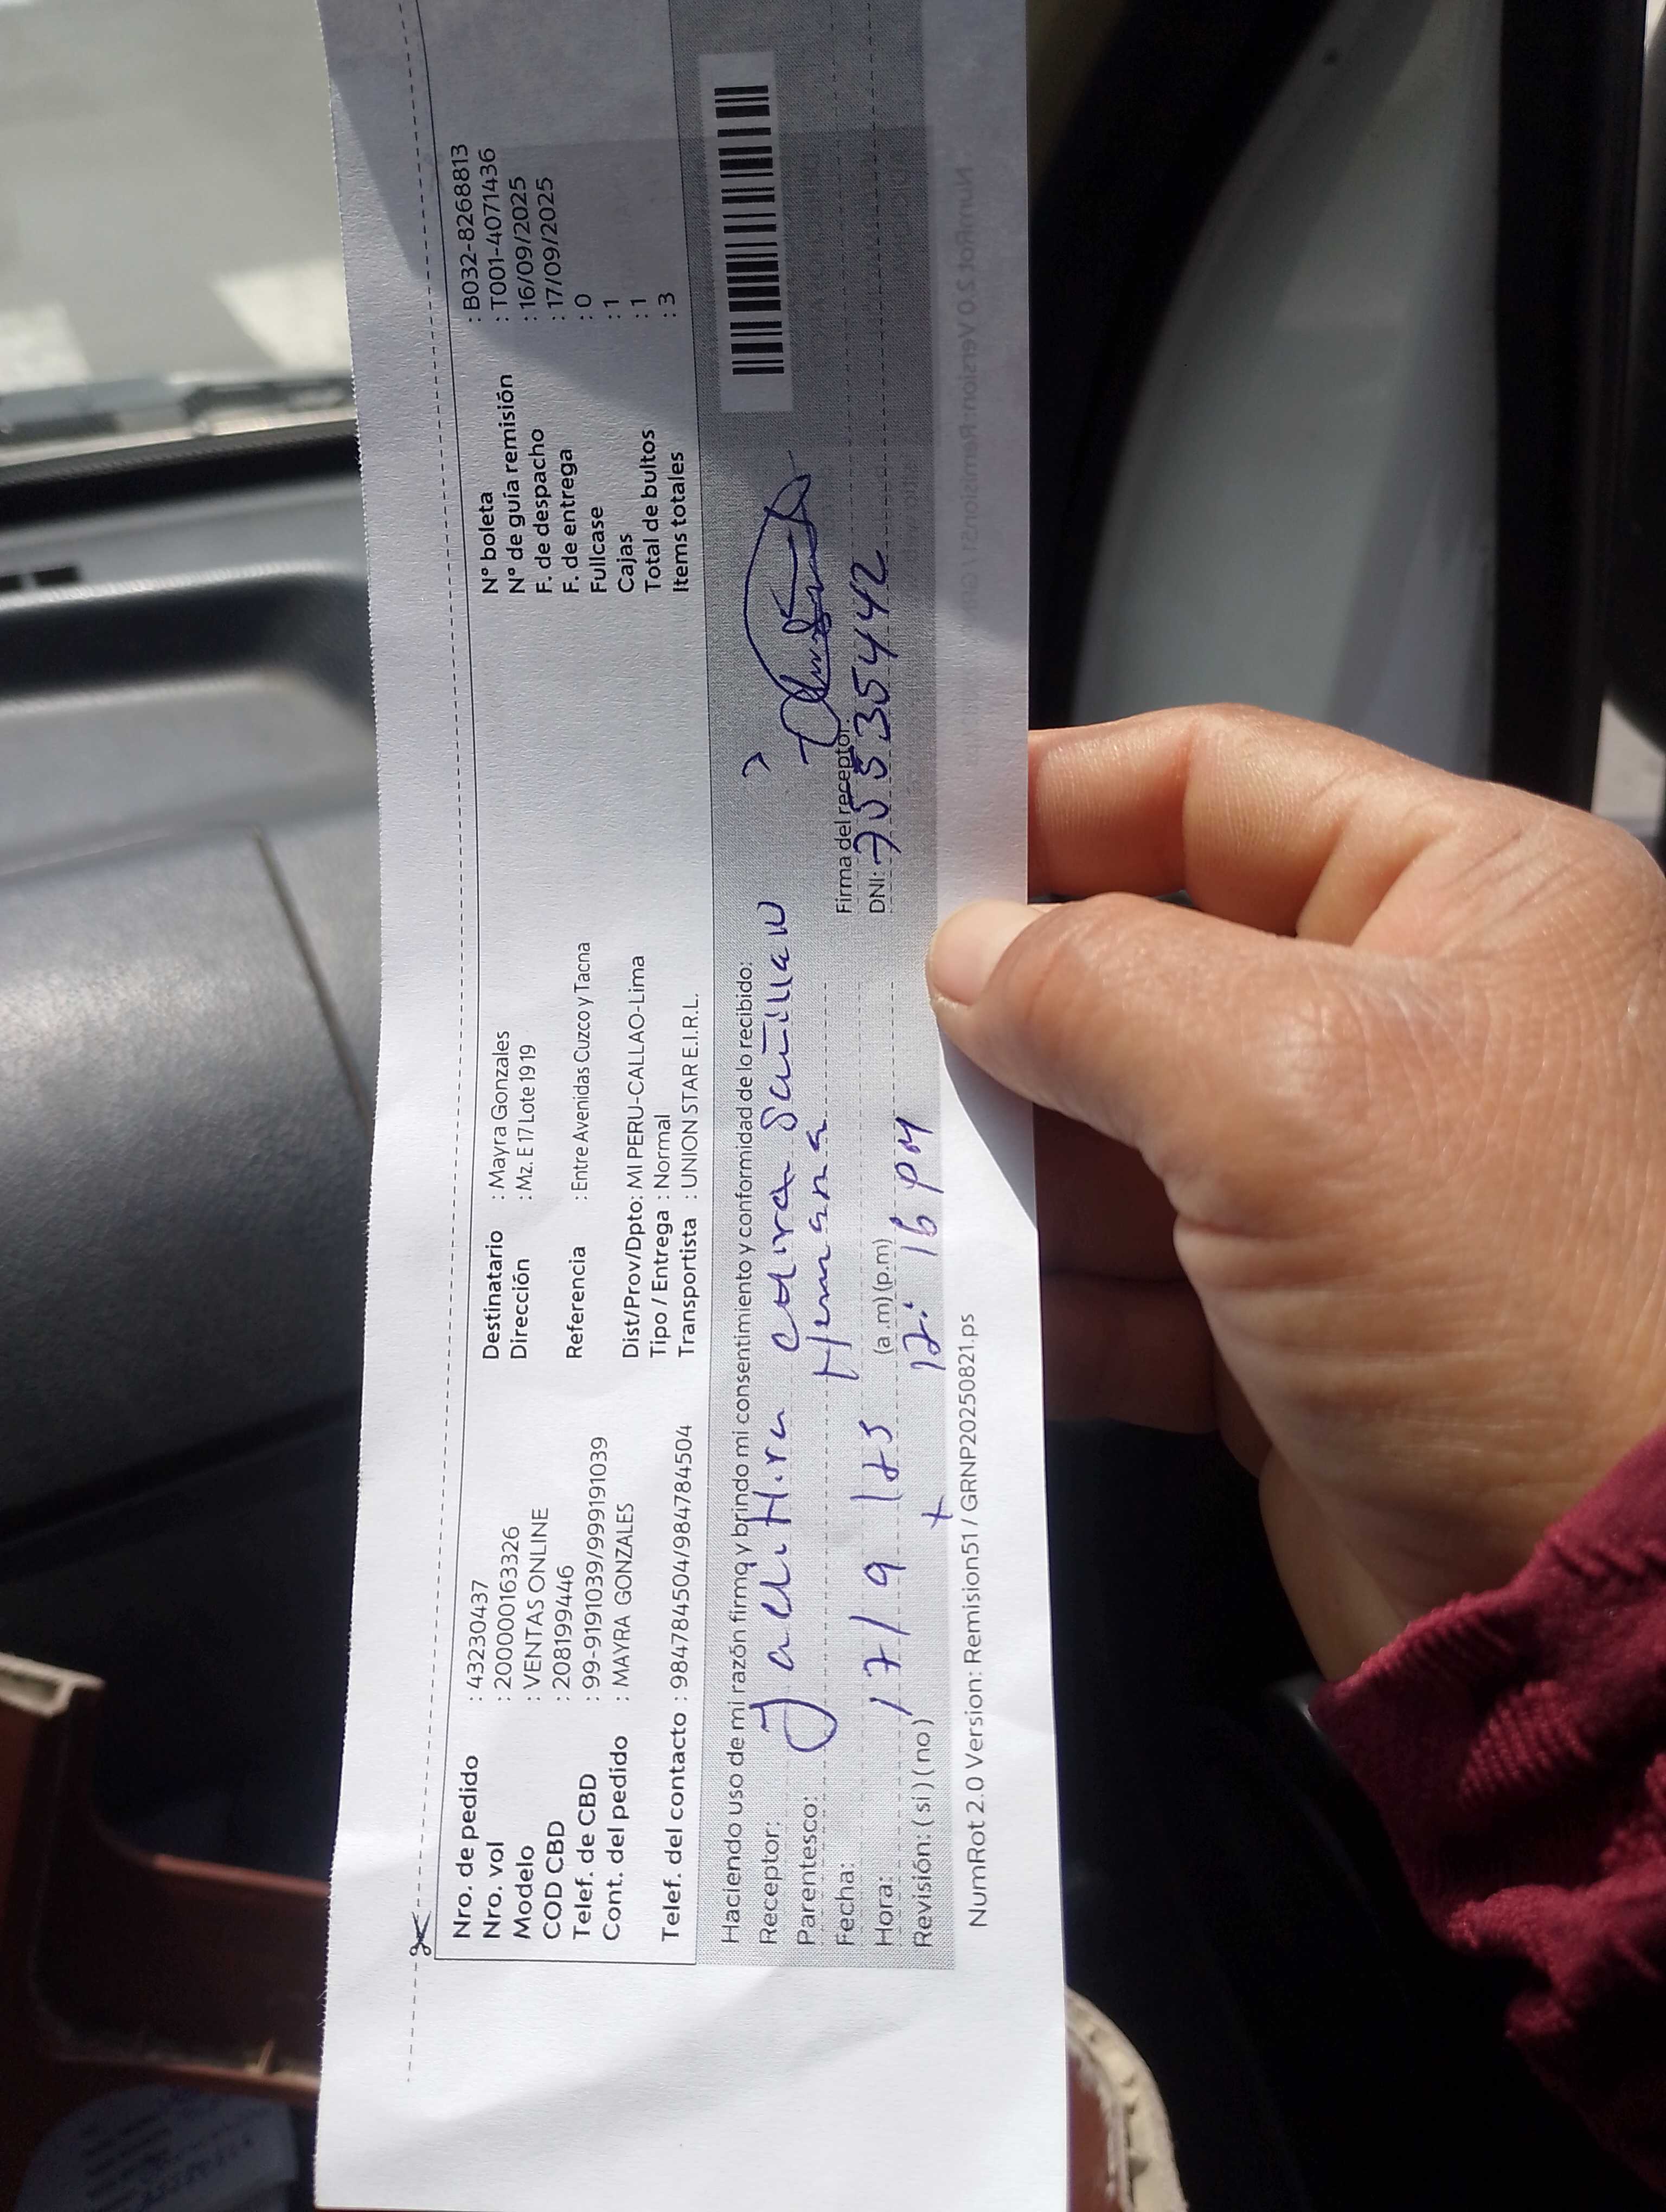 Nro. de pedido : 43230437
Nro. vol : 200000163326
Modelo : VENTAS ONLINE
COD CBD : 208199446
Telef. de CBD : 99-9191039/999191039
Cont. del pedido : MAYRA GONZALES
Telef. del contacto : 984784504/984784504
Destinatario : Mayra Gonzales
Dirección : Mz. E 17 Lote 19 19
Referencia : Entre Avenidas Cuzco y Tacna
Dist/Prov/Dpto: MI PERU-CALLAO-Lima
Tipo / Entrega : Normal
Transportista : UNION STAR E.I.R.L.
N° boleta : B032-8268813
N° de guía remisión : T001-4071436
F. de despacho : 16/09/2025
F. de entrega : 17/09/2025
Fullcase : 0
Cajas : 1
Total de bultos : 1
Items totales : 3
Haciendo uso de mi razón firmo y brindo mi consentimiento y conformidad de lo recibido:
Receptor:
Parentesco: Hermana
Fecha: 17/9/25
Hora: (a.m) (p.m) 12:16 PM
Revisión: (si) (no)
Firma del receptor
DNI: 75535442
NumRot 2.0 Version: Remision51 / GRNP20250821.ps